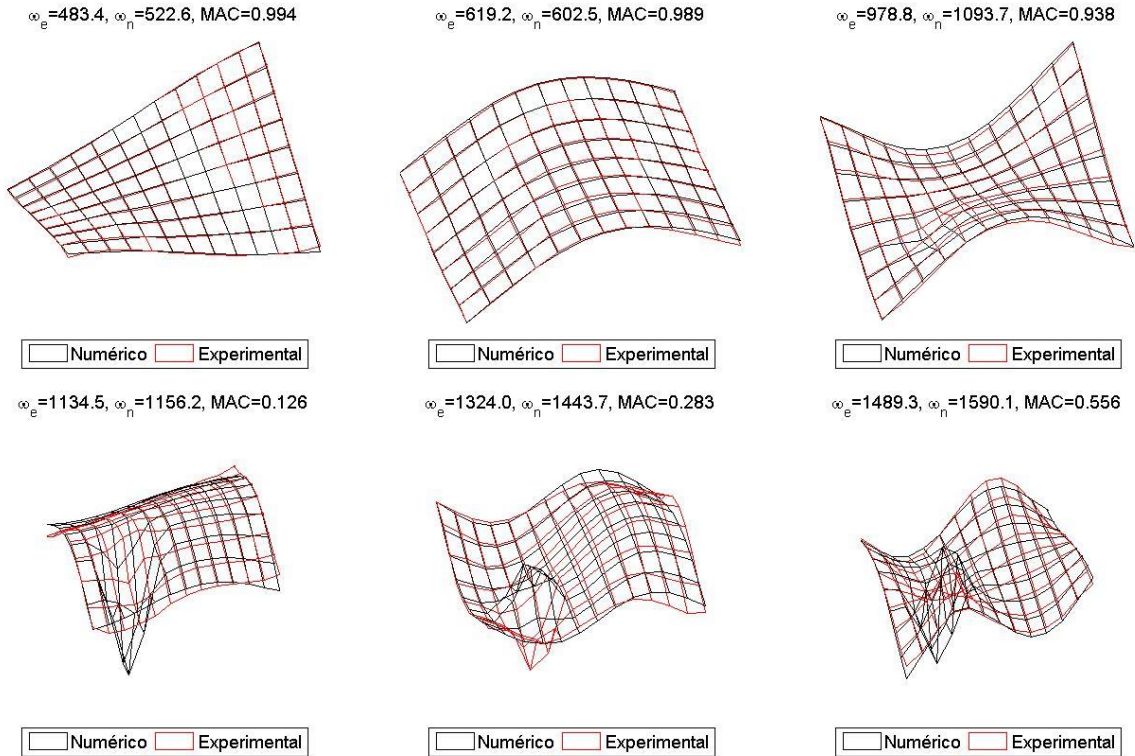 ωe=483.4, ωn=522.6, MAC=0.994
ωe=619.2, ωn=602.5, MAC=0.989
ωe=978.8, ωn=1093.7, MAC=0.938
Numérico Experimental
Numérico Experimental
Numérico Experimental
ωe=1134.5, ωn=1156.2, MAC=0.126
ωe=1324.0, ωn=1443.7, MAC=0.283
ωe=1489.3, ωn=1590.1, MAC=0.556
Numérico Experimental
Numérico Experimental
Numérico Experimental